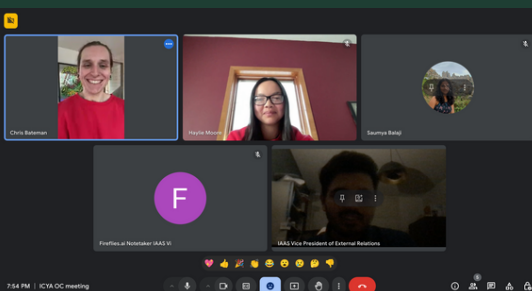 Chris Bateman
Haylie Moore
Saumya Balaji
F
Fireflies.ai Notetaker IAAS Vi
IAAS Vice President of External Relations
7:54 PM | ICYA OC meeting